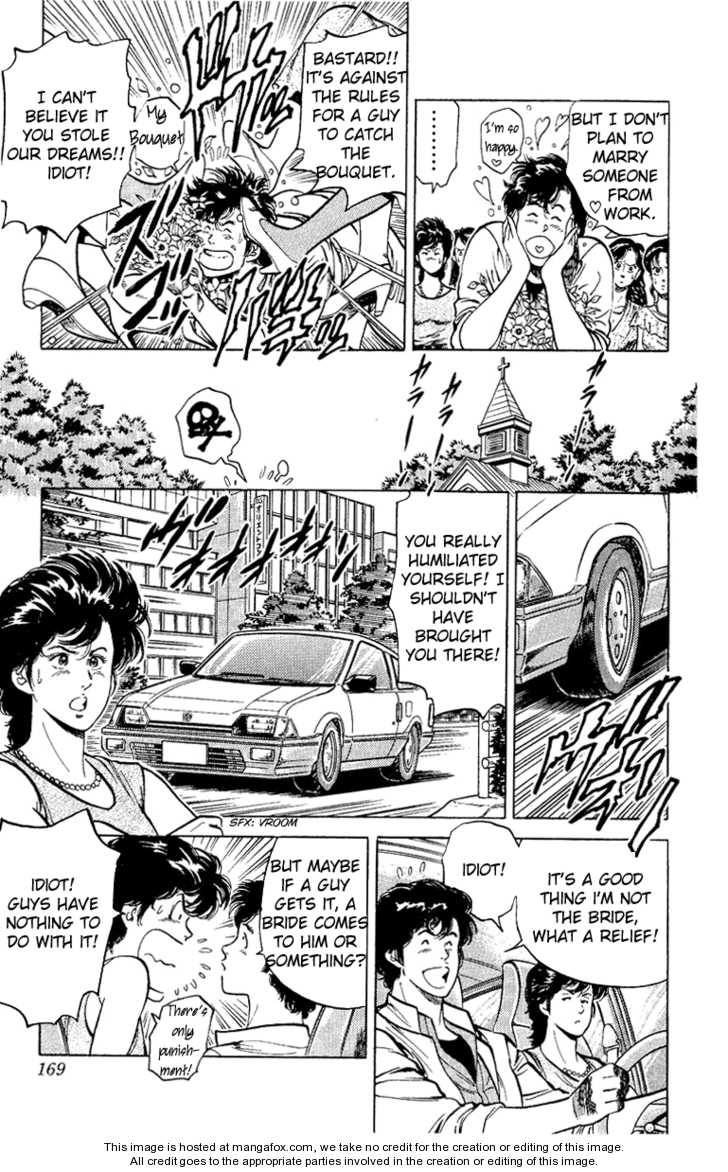 BUT I DON'T
PLAN TO
MARRY
SOMEONE
FROM
WORK.
I'm so
happy.
........
BASTARD!!
IT'S AGAINST
THE RULES
FOR A GUY
TO CATCH
THE
BOUQUET.
My
Bouquet
I CAN'T
BELIEVE IT
YOU STOLE
OUR DREAMS!!
IDIOT!
YOU REALLY
HUMILIATED
YOURSELF! I
SHOULDN'T
HAVE
BROUGHT
YOU THERE!
SFX: VROOM
IT'S A GOOD
THING I'M NOT
THE BRIDE,
WHAT A RELIEF!
IDIOT!
BUT MAYBE
IF A GUY
GETS IT, A
BRIDE COMES
TO HIM OR
SOMETHING?
IDIOT!
GUYS HAVE
NOTHING TO
DO WITH IT!
There's
only
punish-
ment!
169
This image is hosted at mangafox.com, we take no credit for the creation or editing of this image.
All credit goes to the appropriate parties involved in the creation or editing of this image.